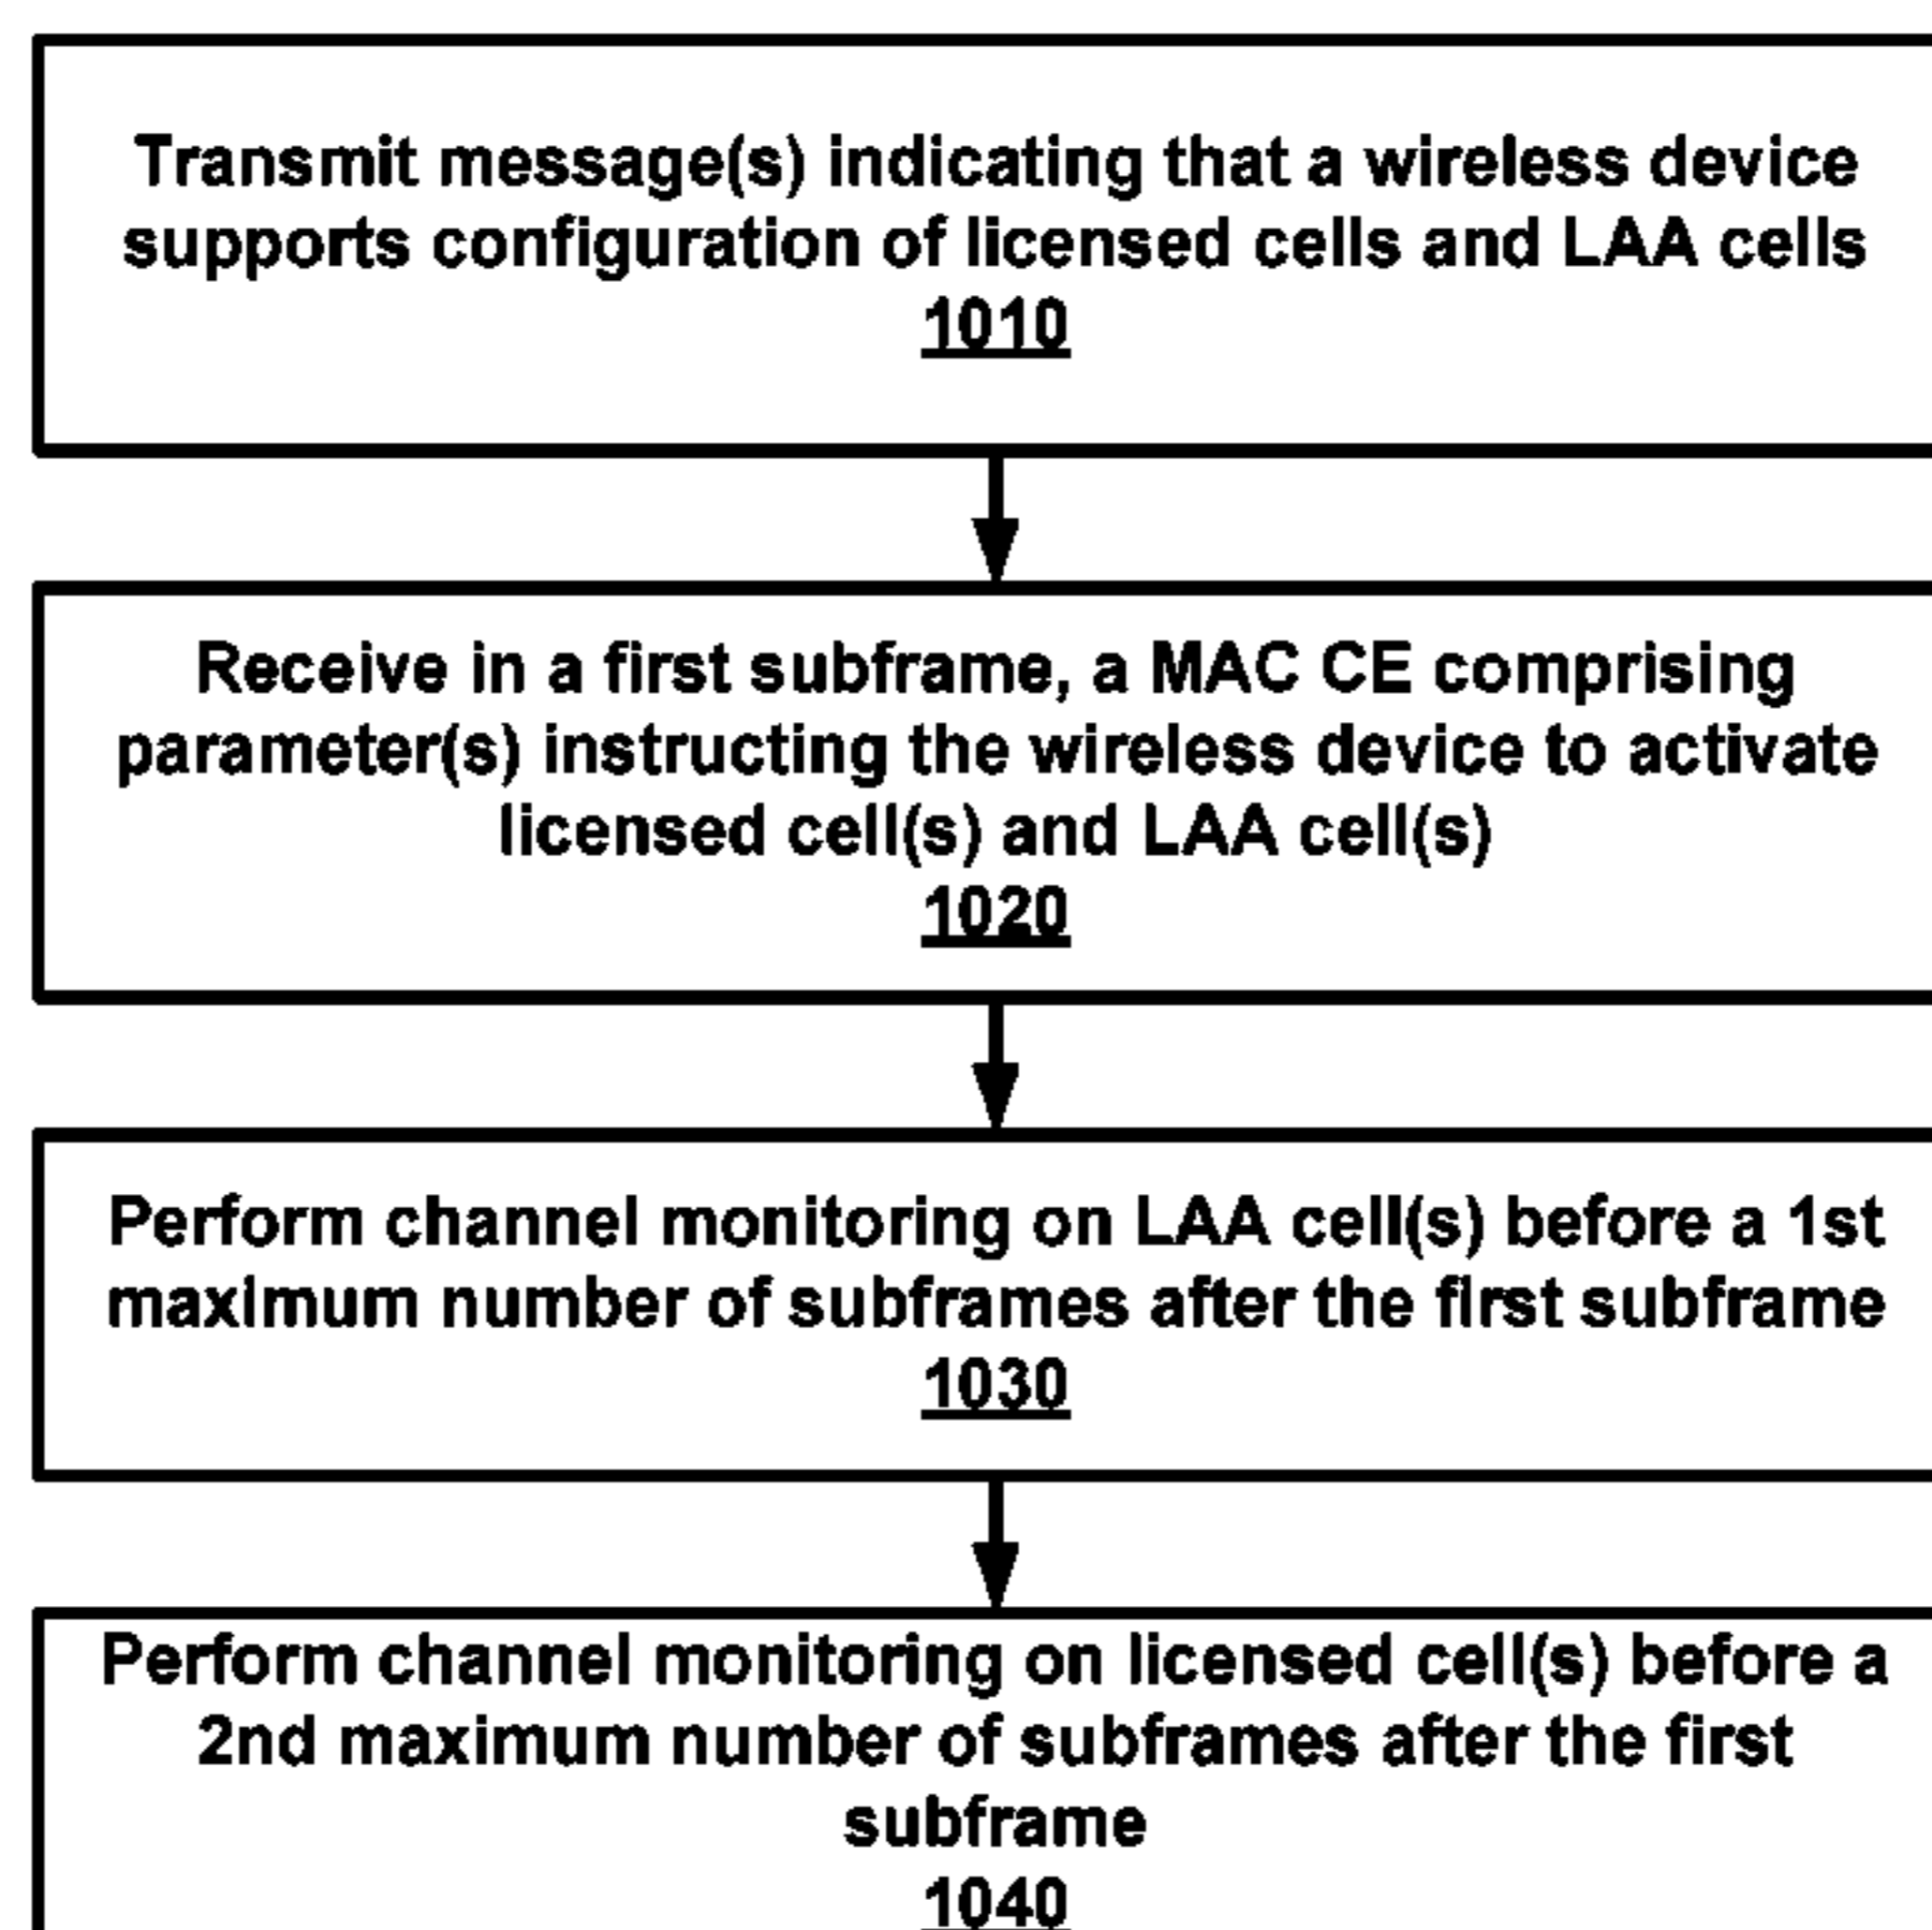 Transmit message(s) indicating that a wireless device
supports configuration of licensed cells and LAA cells
1010
Receive in a first subframe, a MAC CE comprising
parameter(s) instructing the wireless device to activate
licensed cell(s) and LAA cell(s)
1020
Perform channel monitoring on LAA cell(s) before a 1st
maximum number of subframes after the first subframe
1030
Perform channel monitoring on licensed cell(s) before a
2nd maximum number of subframes after the first
subframe
1040